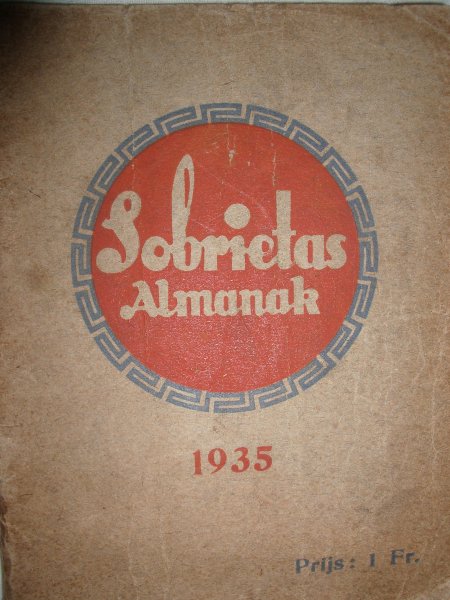 Sobrietas
Almanak
1935
Prijs: 1 Fr.